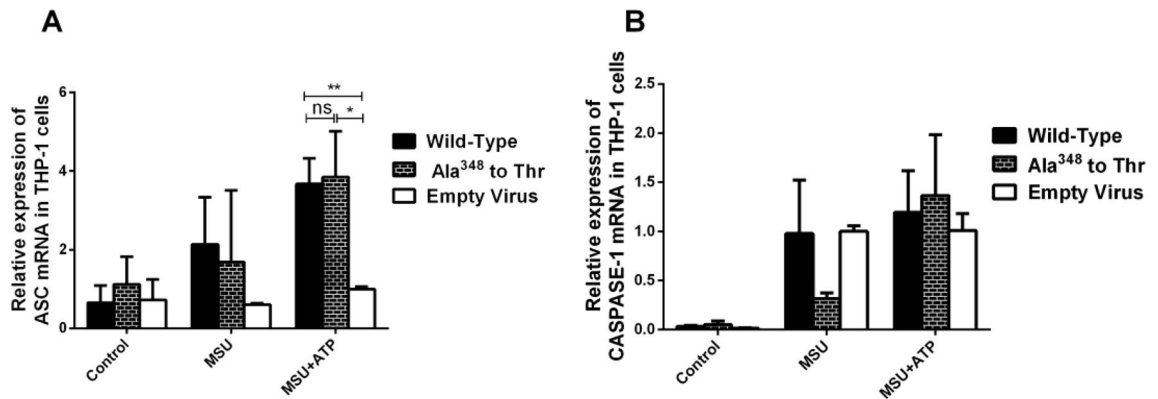 A
Relative expression of
ASC mRNA in THP-1 cells
6
4
2
0
**
ns
*
Control
MSU
MSU+ATP
Wild-Type
Ala³⁴⁸ to Thr
Empty Virus
B
Relative expression of
CASPASE-1 mRNA in THP-1 cells
2.5
2.0
1.5
1.0
0.5
0.0
Control
MSU
MSU+ATP
Wild-Type
Ala³⁴⁸ to Thr
Empty Virus